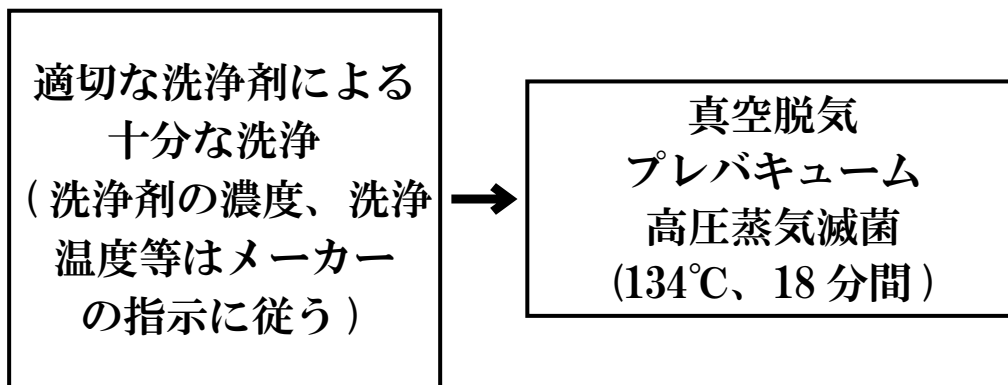 適切な洗浄剤による
十分な洗浄
(洗浄剤の濃度、洗浄
温度等はメーカー
の指示に従う)
真空脱気
プレバキューム
高圧蒸気滅菌
(134℃、18 分間)